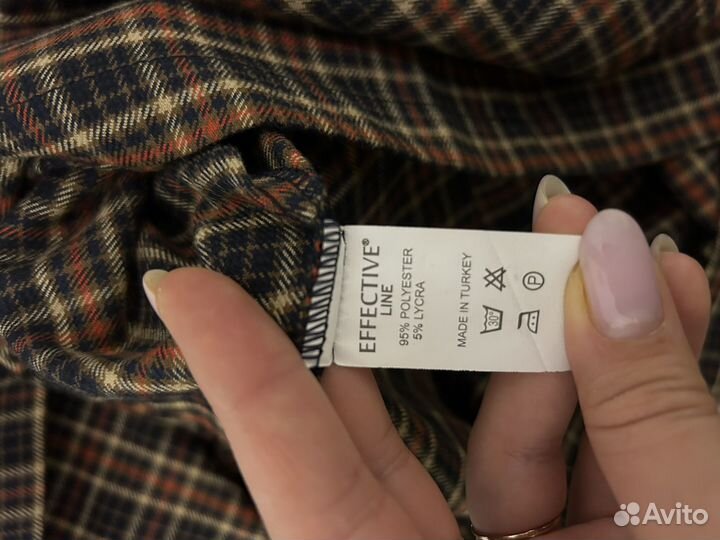 EFFECTIVE®
LINE
95% POLYESTER
5% LYCRA
MADE IN TURKEY
30°
P
Avito